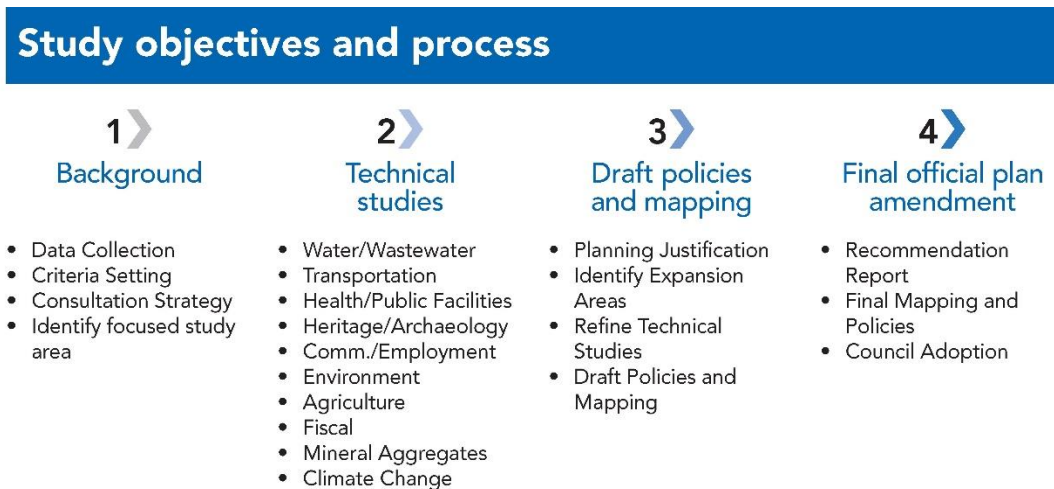 Study objectives and process
1
Background
• Data Collection
• Criteria Setting
• Consultation Strategy
• Identify focused study
area
2
Technical
studies
• Water/Wastewater
• Transportation
• Health/Public Facilities
• Heritage/Archaeology
• Comm./Employment
• Environment
• Agriculture
• Fiscal
• Mineral Aggregates
• Climate Change
3
Draft policies
and mapping
• Planning Justification
• Identify Expansion
Areas
• Refine Technical
Studies
• Draft Policies and
Mapping
4
Final official plan
amendment
• Recommendation
Report
• Final Mapping and
Policies
• Council Adoption